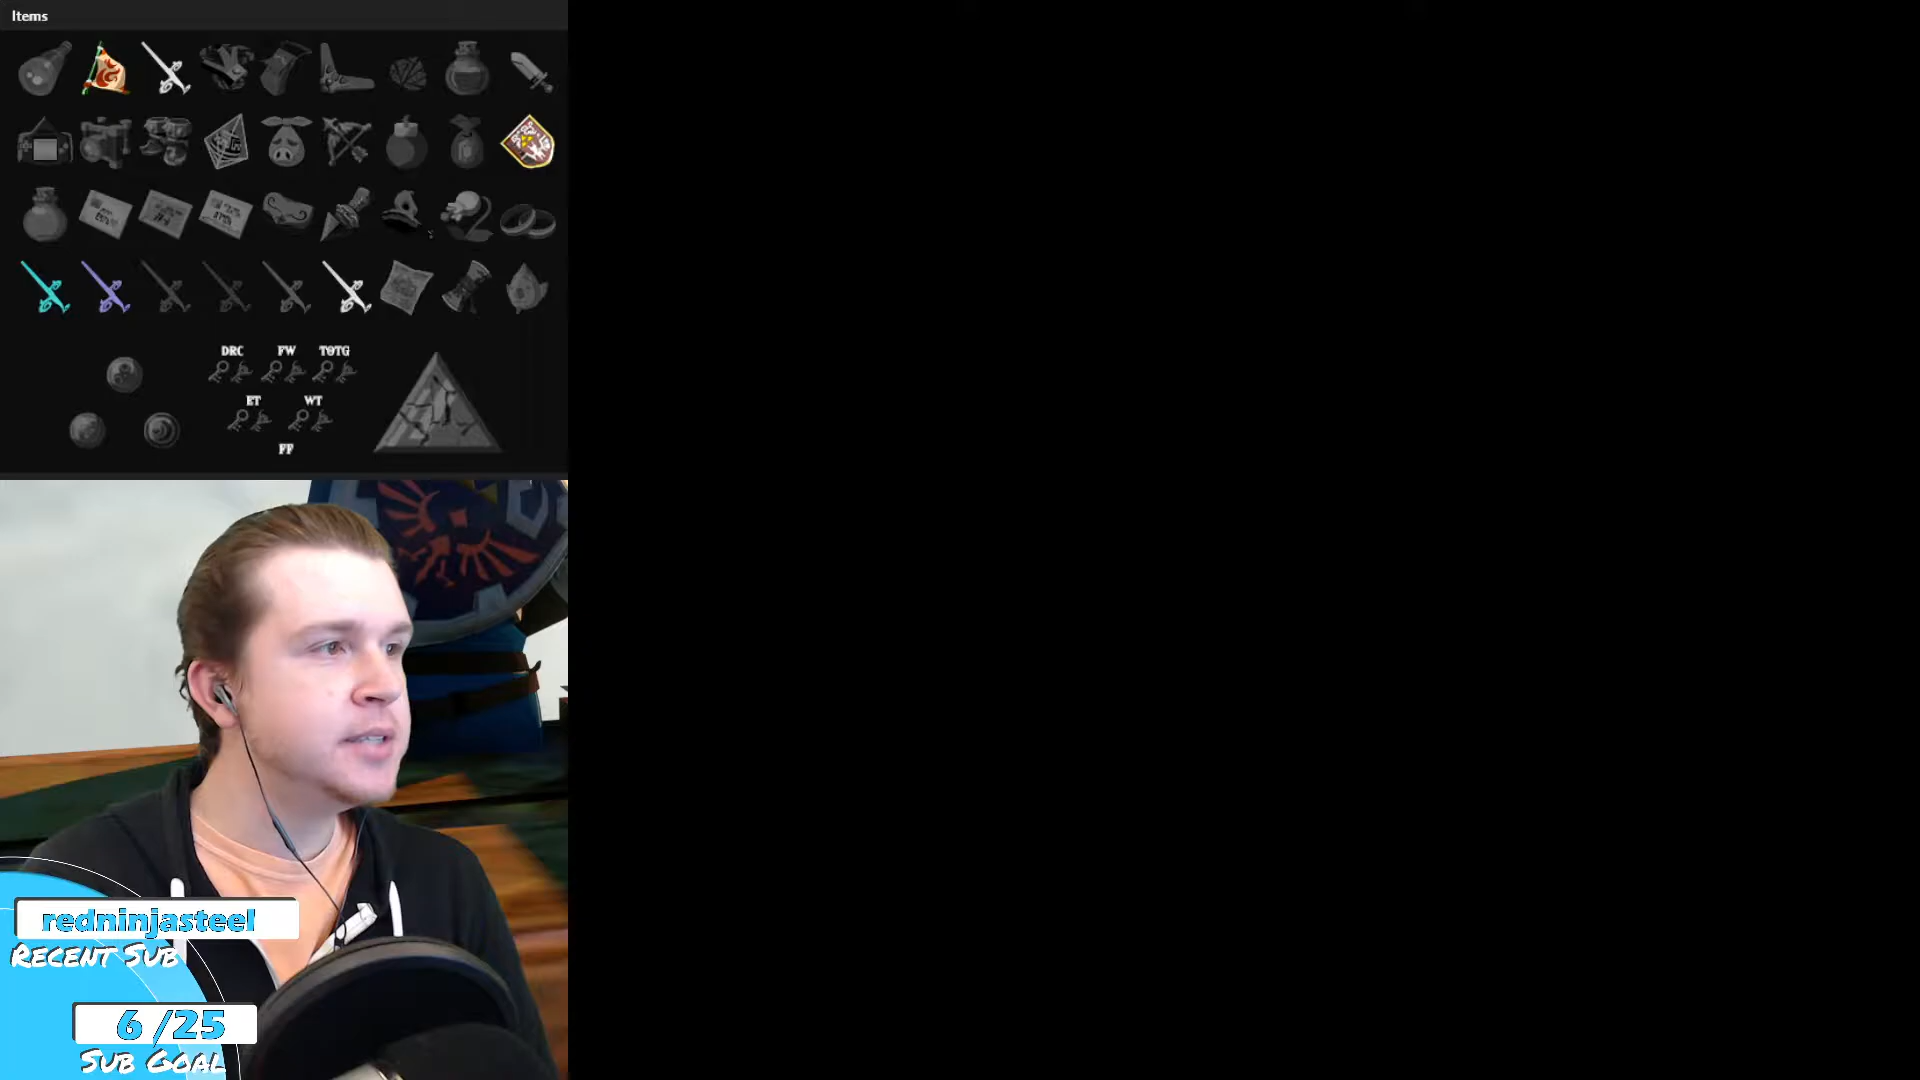 Items
DRC FW TOTG
ET WT
FF
redninjasteel
RECENT SUB
6 /25
SUB GOAL